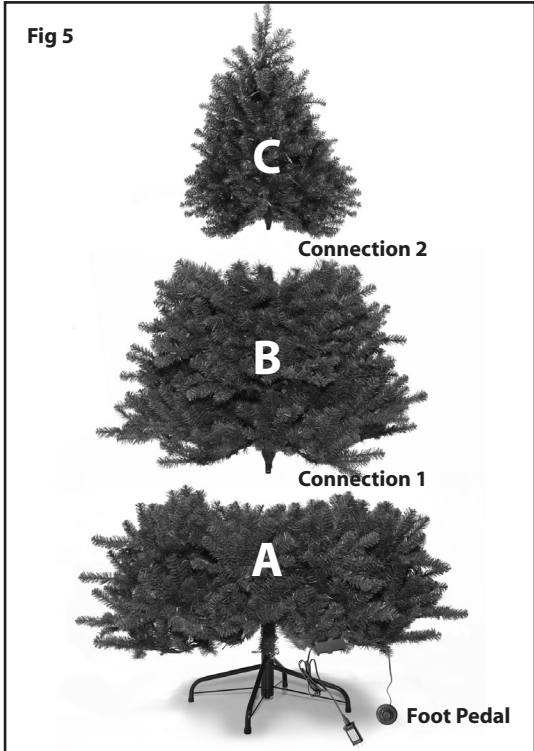 Fig 5
C
Connection 2
B
Connection 1
A
Foot Pedal